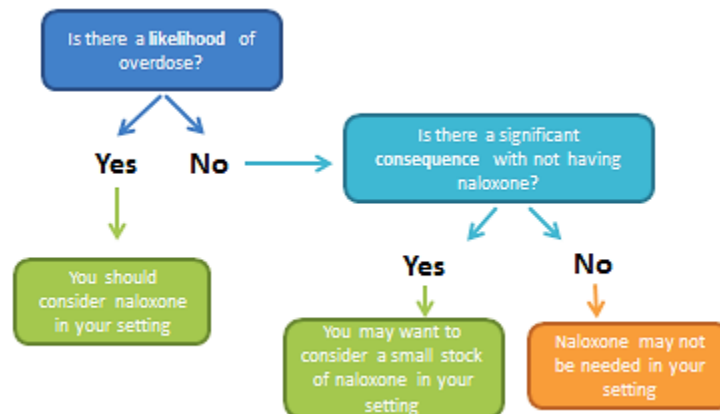 Is there a likelihood of
overdose?
Yes
No
Is there a significant
consequence with not having
naloxone?
You should
consider naloxone
in your setting
Yes
No
You may want to
consider a small stock
of naloxone in your
setting
Naloxone may not
be needed in your
setting